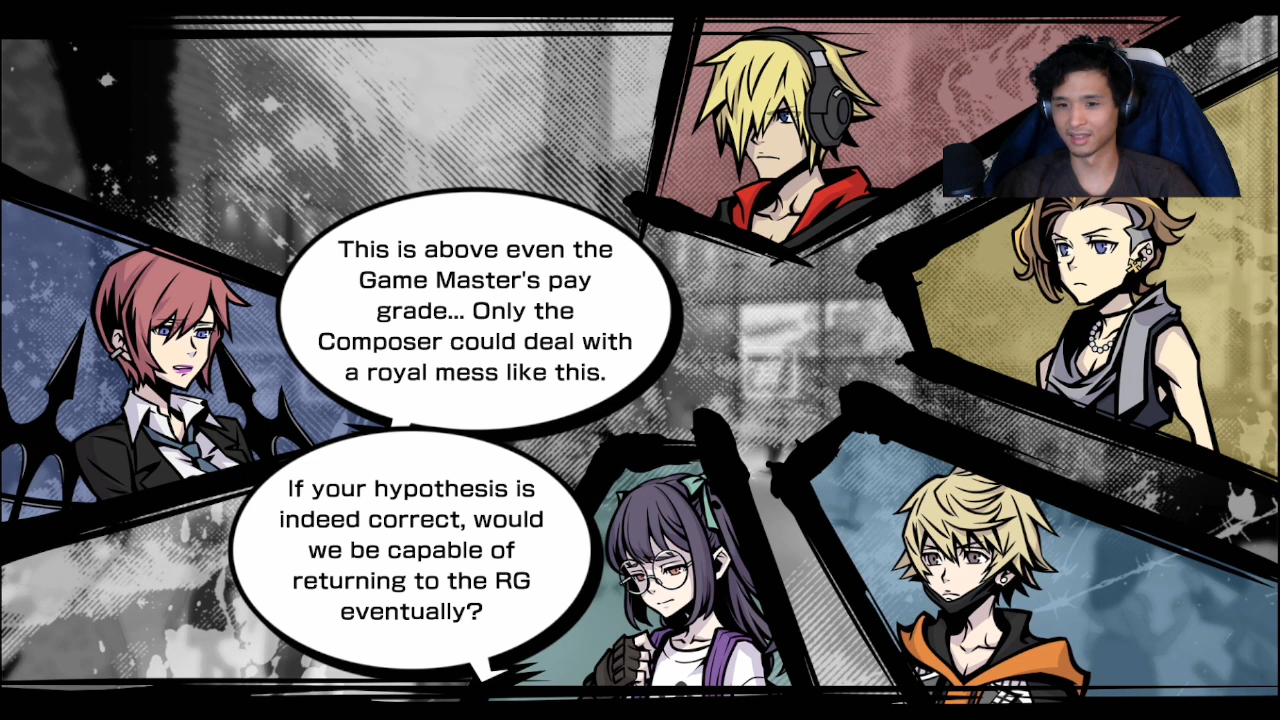 This is above even the
Game Master's pay
grade... Only the
Composer could deal with
a royal mess like this.
If your hypothesis is
indeed correct, would
we be capable of
returning to the RG
eventually?